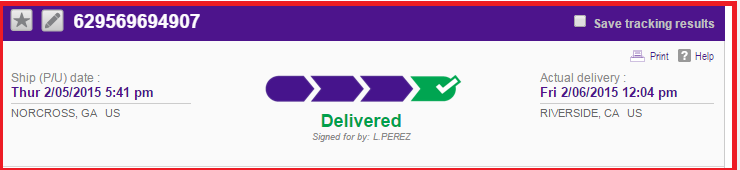 629569694907
Save tracking results
Print
Help
Ship (P/U) date :
Thur 2/05/2015 5:41 pm
NORCROSS, GA US
Delivered
Signed for by: L.PEREZ
Actual delivery :
Fri 2/06/2015 12:04 pm
RIVERSIDE, CA US